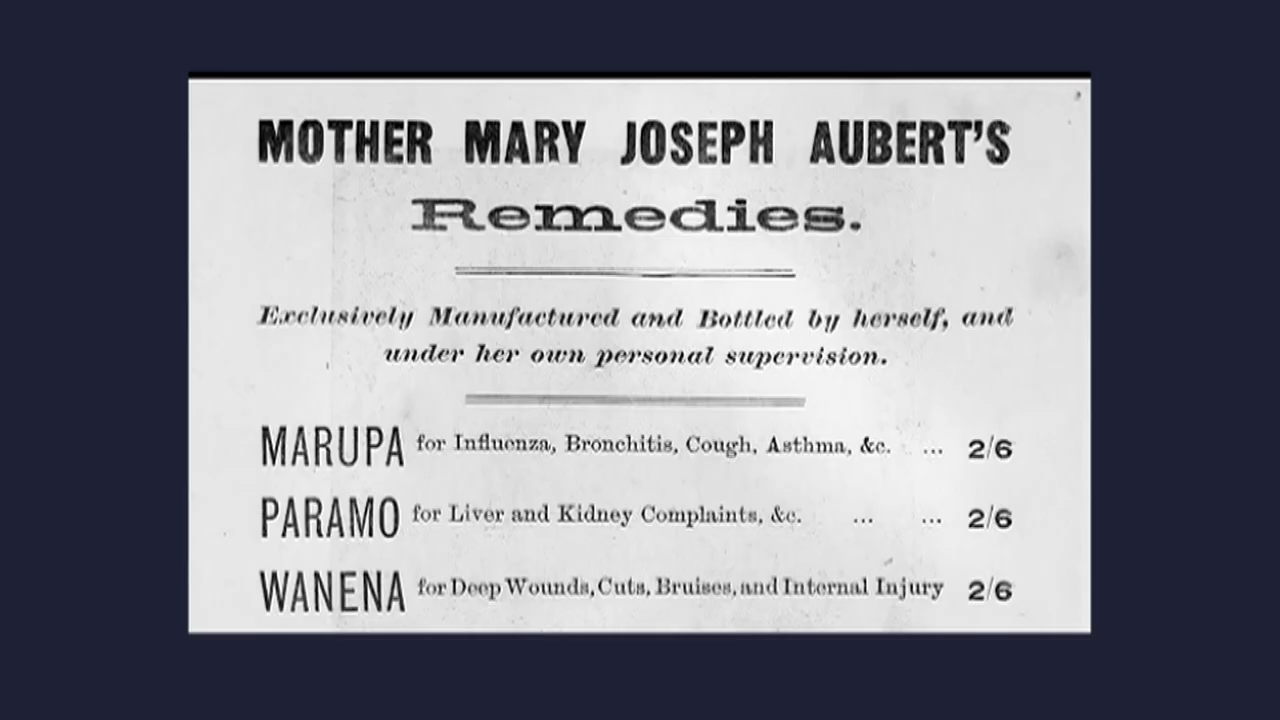 MOTHER MARY JOSEPH AUBERT'S
Remedies.
Exclusively Manufactured and Bottled by herself, and
under her own personal supervision.
MARUPA for Influenza, Bronchitis, Cough, Asthma, &c. ... 2/6
PARAMO for Liver and Kidney Complaints, &c. ... ... 2/6
WANENA for Deep Wounds, Cuts, Bruises, and Internal Injury 2/6